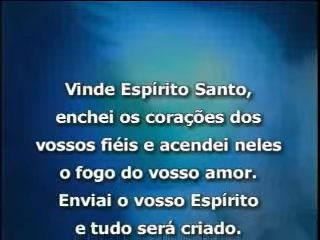 Vinde Espírito Santo,
enchei os corações dos
vossos fiéis e acendei neles
o fogo do vosso amor.
Enviai o vosso Espírito
e tudo será criado.